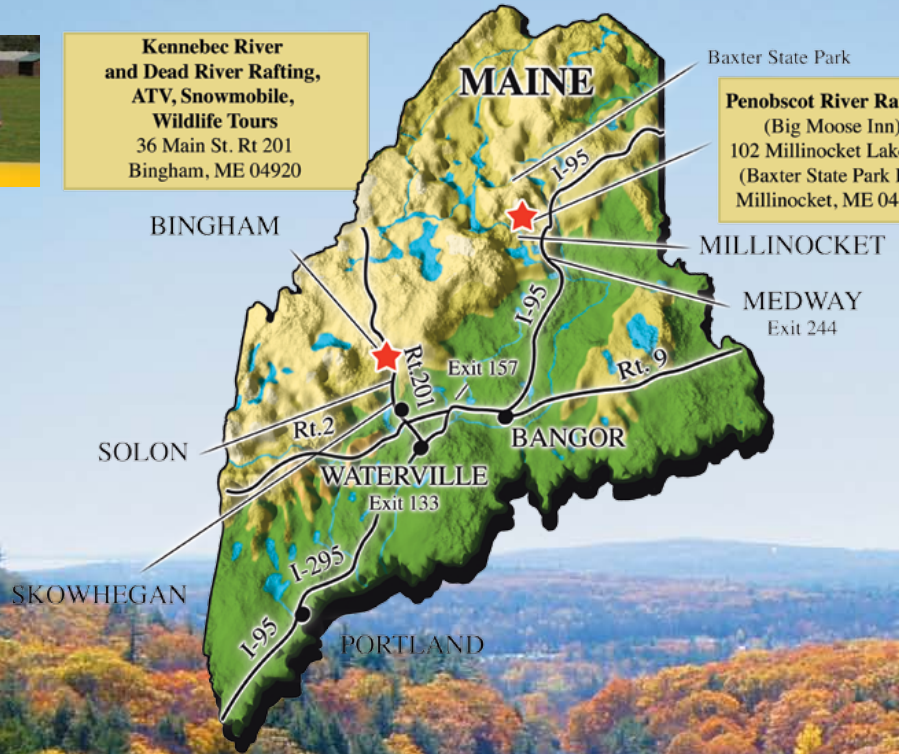 Kennebec River
and Dead River Rafting,
ATV, Snowmobile,
Wildlife Tours
36 Main St. Rt 201
Bingham, ME 04920
MAINE
Baxter State Park
Penobscot River
(Big Moose Inn)
102 Millinocket Lake
(Baxter State Park
Millinocket, ME
I-95
BINGHAM
MILLINOCKET
MEDWAY
Exit 244
I-95
Rt.201
Exit 157
Rt. 9
SOLON
Rt.2
BANGOR
WATERVILLE
Exit 133
SKOWHEGAN
I-295
I-95
PORTLAND